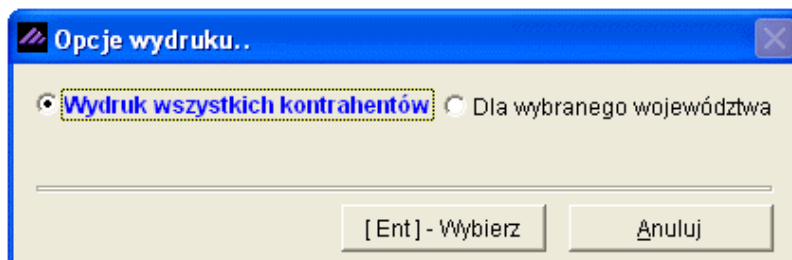 Opcje wydruku..
Wydruk wszystkich kontrahentów Dla wybranego województwa
[ Ent ] - Wybierz Anuluj